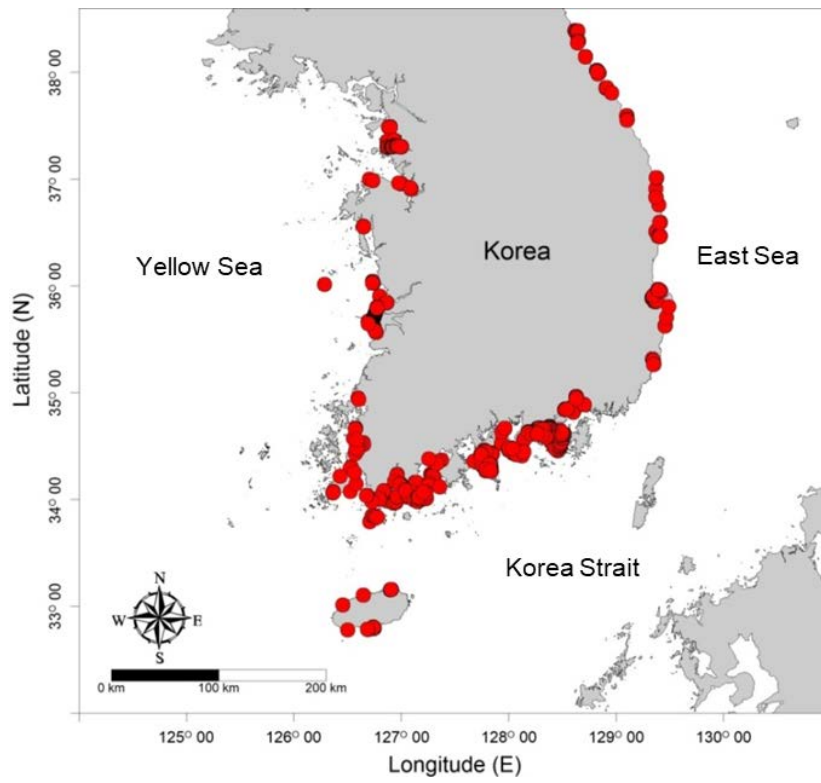 Latitude (N)
38° 00
37° 00
36° 00
35° 00
34° 00
33° 00
Korea
Yellow Sea
East Sea
Korea Strait
N
W
E
S
0 km
100 km
200 km
125° 00
126° 00
127° 00
128° 00
129° 00
130° 00
Longitude (E)